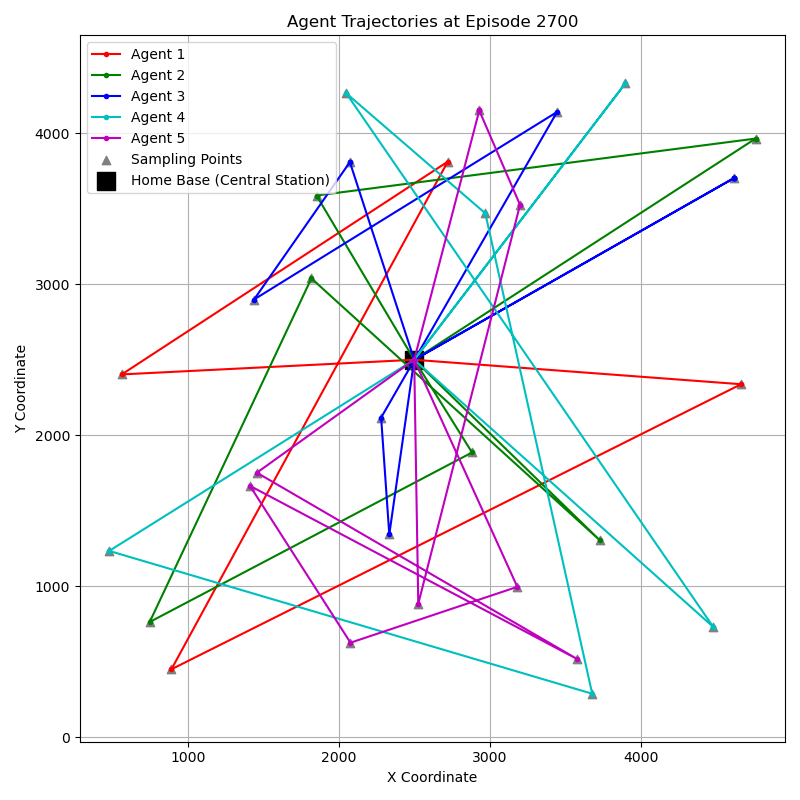 Agent Trajectories at Episode 2700
Agent 1
Agent 2
Agent 3
Agent 4
Agent 5
Sampling Points
Home Base (Central Station)
Y Coordinate
4000
3000
2000
1000
0
1000 2000 3000 4000
X Coordinate